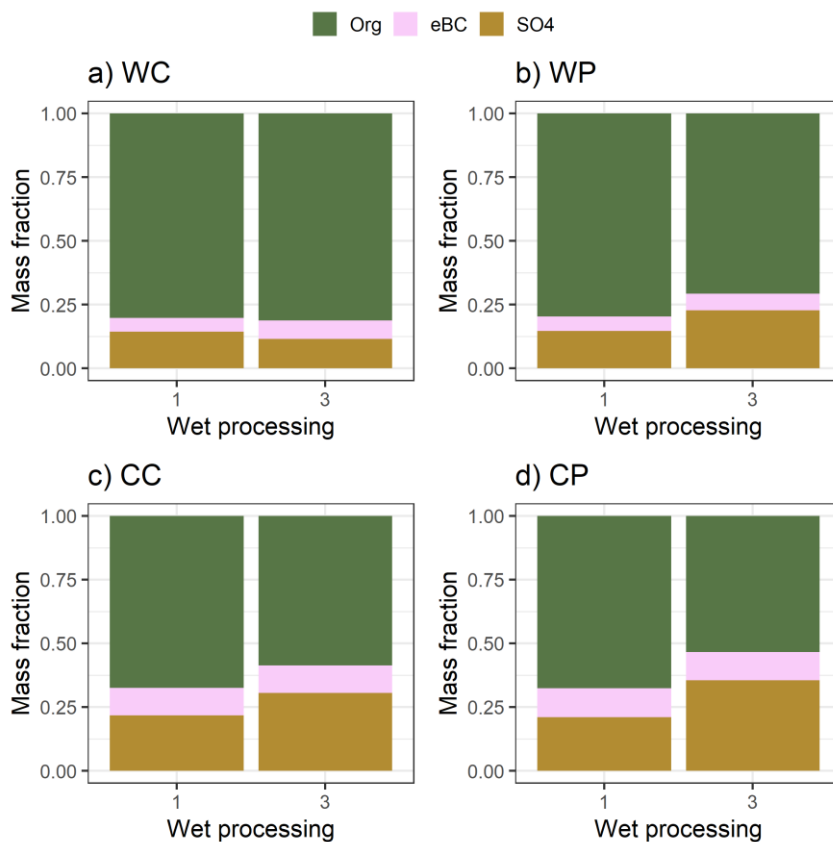 Org eBC SO4
a) WC
b) WP
Mass fraction
1.00
0.75
0.50
0.25
0.00
1 3
Wet processing
Mass fraction
1.00
0.75
0.50
0.25
0.00
1 3
Wet processing
c) CC
d) CP
Mass fraction
1.00
0.75
0.50
0.25
0.00
1 3
Wet processing
Mass fraction
1.00
0.75
0.50
0.25
0.00
1 3
Wet processing